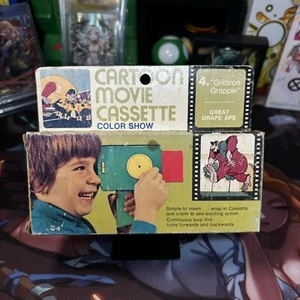 CARTOON
MOVIE
CASSETTE
COLOR SHOW
4. "Gridiron
Grapple"
GREAT
GRAPE APE
Simple to insert . . . snap in Cassette
and crank to see exciting action.
Continuous loop film . . .
turns forwards and backwards.